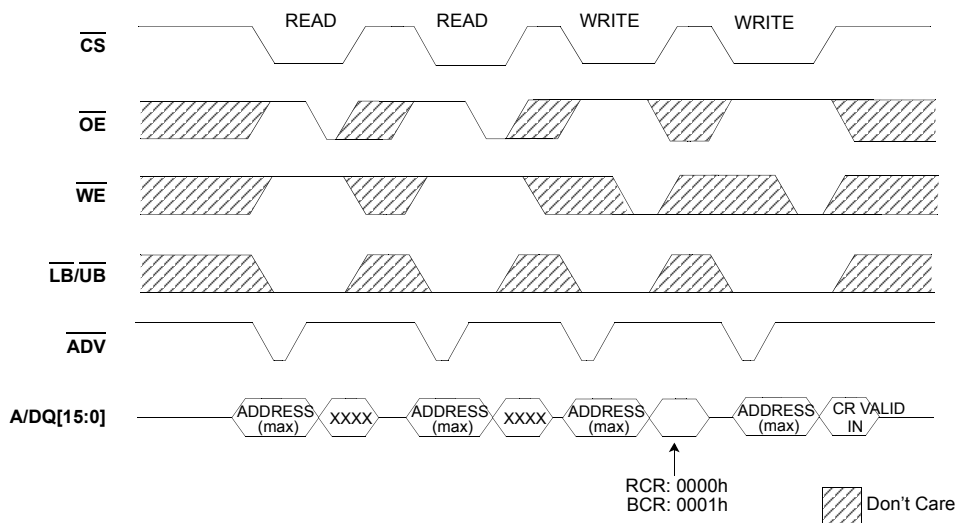 READ READ WRITE WRITE
CS
OE
WE
LB/UB
ADV
A/DQ[15:0]
ADDRESS (max)
XXXX
ADDRESS (max)
XXXX
ADDRESS (max)
ADDRESS (max)
CR VALID IN
RCR: 0000h
BCR: 0001h
Don't Care